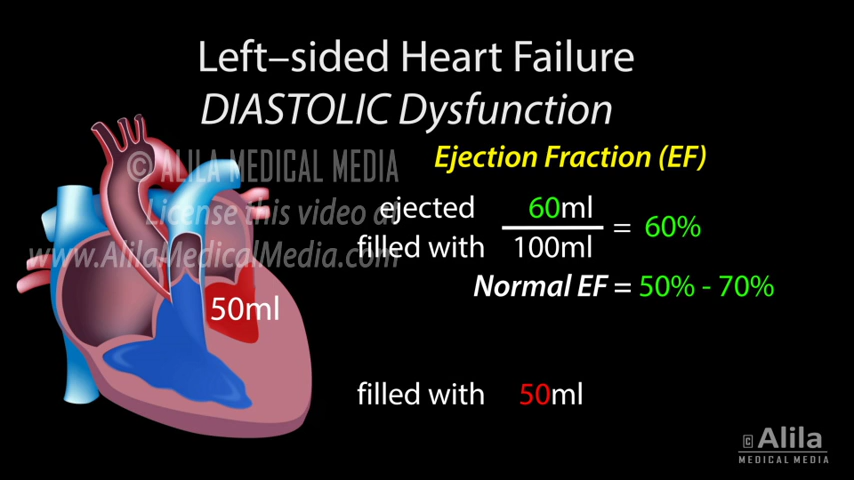 Left–sided Heart Failure
DIASTOLIC Dysfunction
Ejection Fraction (EF)
© ALILA MEDICAL MEDIA
License this video at
www.AlilaMedicalMedia.com
ejected 60ml
filled with 100ml
= 60%
Normal EF = 50% - 70%
50ml
filled with 50ml
© Alila
MEDICAL MEDIA